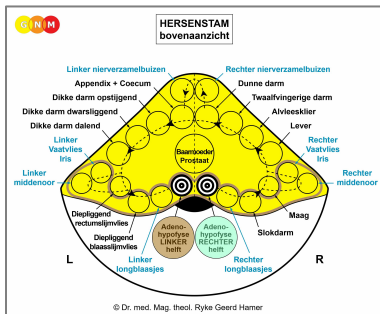 G N M
HERSENSTAM
bovenaanzicht
Linker nierverzamelbuizen
Rechter nierverzamelbuizen
Appendix + Coecum
Dunne darm
Dikke darm opstijgend
Twaalfvingerige darm
Dikke darm dwarsliggend
Alvleesklier
Dikke darm dalend
Lever
Linker
Vaatvlies
Iris
Rechter
Vaatvlies
Iris
Baarmoeder
Prostaat
Linker
middenoor
Rechter
middenoor
Diepliggend
rectumslijmvlies
Maag
Diepliggend
blaasslijmvlies
Slokdarm
Adeno-
hypofyse
LINKER
helft
Adeno-
hypofyse
RECHTER
helft
Linker
longblaasjes
Rechter
longblaasjes
L
R
© Dr. med. Mag. theol. Ryke Geerd Hamer